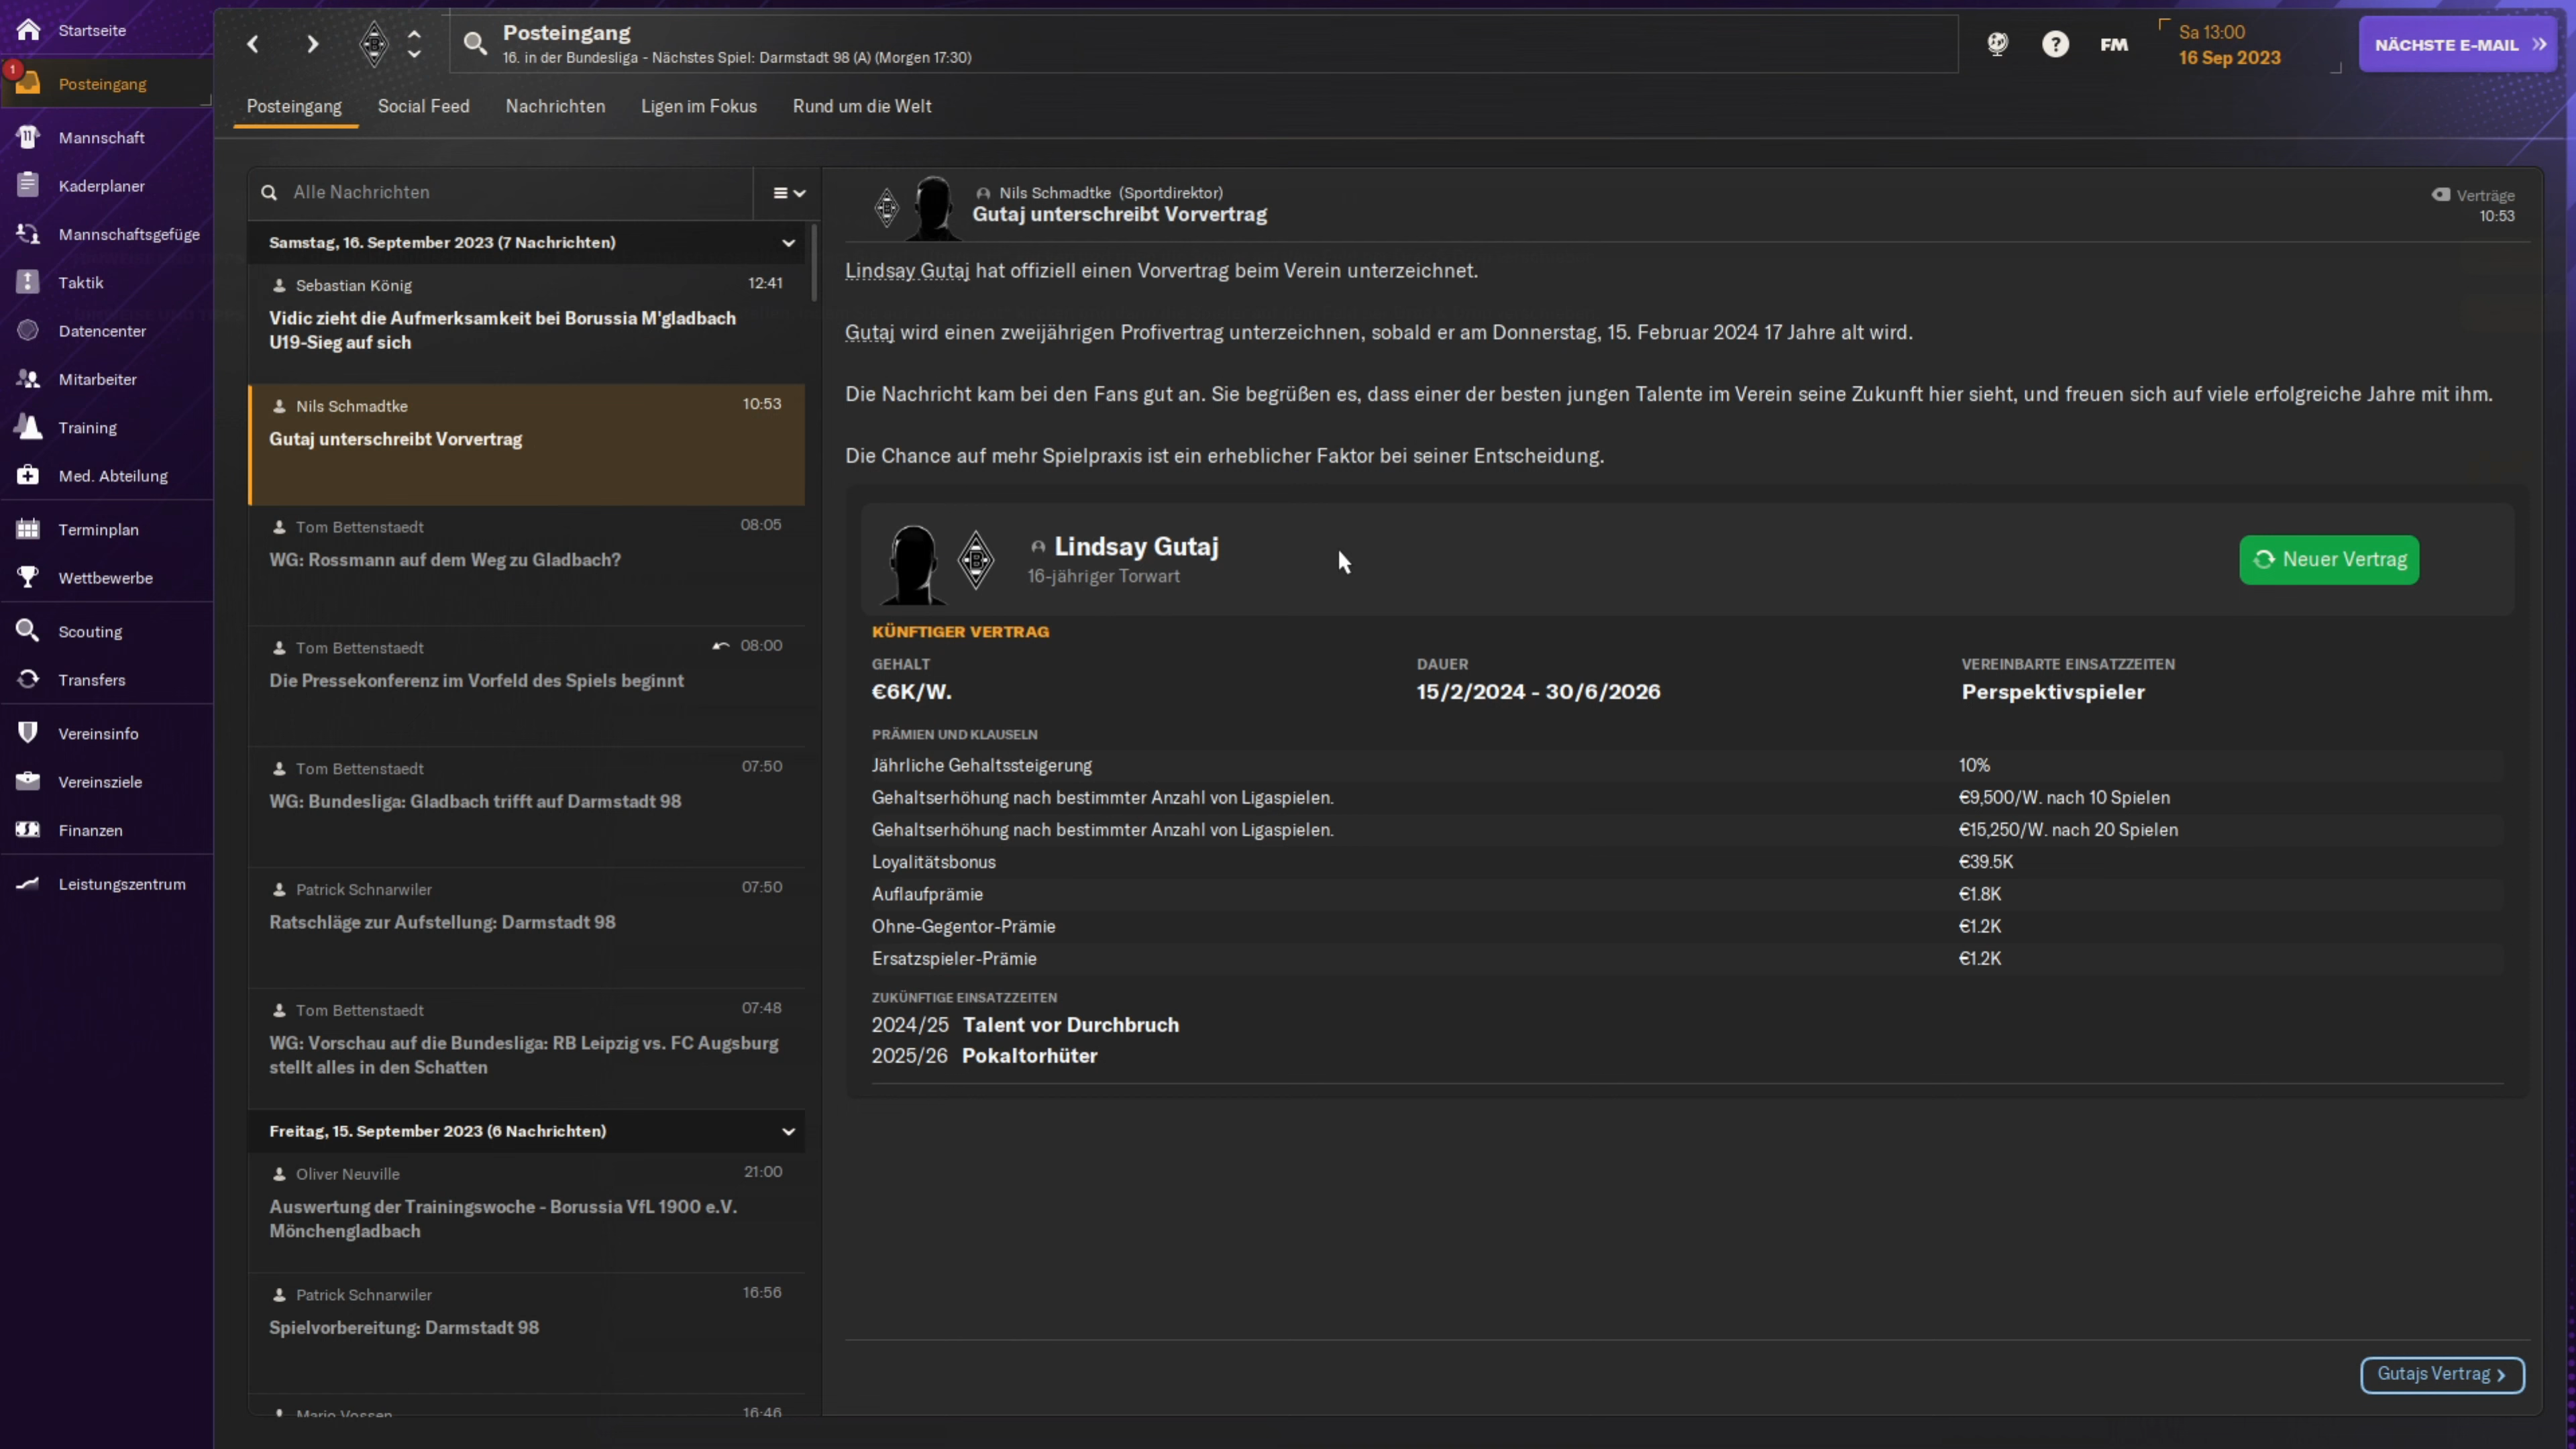 Startseite
1
Posteingang
Mannschaft
Kaderplaner
Mannschaftsgefüge
Taktik
Datencenter
Mitarbeiter
Training
Med. Abteilung
Terminplan
Wettbewerbe
Scouting
Transfers
Vereinsinfo
Vereinsziele
Finanzen
Leistungszentrum
Posteingang
16. in der Bundesliga - Nächstes Spiel: Darmstadt 98 (A) (Morgen 17:30)
FM
Sa 13:00
16 Sep 2023
NÄCHSTE E-MAIL
Posteingang Social Feed Nachrichten Ligen im Fokus Rund um die Welt
Alle Nachrichten
Samstag, 16. September 2023 (7 Nachrichten)
Sebastian König 12:41
Vidic zieht die Aufmerksamkeit bei Borussia M'gladbach
U19-Sieg auf sich
Nils Schmadtke 10:53
Gutaj unterschreibt Vorvertrag
Tom Bettenstaedt 08:05
WG: Rossmann auf dem Weg zu Gladbach?
Tom Bettenstaedt 08:00
Die Pressekonferenz im Vorfeld des Spiels beginnt
Tom Bettenstaedt 07:50
WG: Bundesliga: Gladbach trifft auf Darmstadt 98
Patrick Schnarwiler 07:50
Ratschläge zur Aufstellung: Darmstadt 98
Tom Bettenstaedt 07:48
WG: Vorschau auf die Bundesliga: RB Leipzig vs. FC Augsburg
stellt alles in den Schatten
Freitag, 15. September 2023 (6 Nachrichten)
Oliver Neuville 21:00
Auswertung der Trainingswoche - Borussia VfL 1900 e.V.
Mönchengladbach
Patrick Schnarwiler 16:56
Spielvorbereitung: Darmstadt 98
Mario Vossen 16:46
Nils Schmadtke (Sportdirektor)
Gutaj unterschreibt Vorvertrag
Verträge
10:53
Lindsay Gutaj hat offiziell einen Vorvertrag beim Verein unterzeichnet.
Gutaj wird einen zweijährigen Profivertrag unterzeichnen, sobald er am Donnerstag, 15. Februar 2024 17 Jahre alt wird.
Die Nachricht kam bei den Fans gut an. Sie begrüßen es, dass einer der besten jungen Talente im Verein seine Zukunft hier sieht, und freuen sich auf viele erfolgreiche Jahre mit ihm.
Die Chance auf mehr Spielpraxis ist ein erheblicher Faktor bei seiner Entscheidung.
Lindsay Gutaj
16-jähriger Torwart
Neuer Vertrag
KÜNFTIGER VERTRAG
GEHALT DAUER VEREINBARTE EINSATZZEITEN
€6K/W. 15/2/2024 - 30/6/2026 Perspektivspieler
PRÄMIEN UND KLAUSELN
Jährliche Gehaltssteigerung 10%
Gehaltserhöhung nach bestimmter Anzahl von Ligaspielen. €9,500/W. nach 10 Spielen
Gehaltserhöhung nach bestimmter Anzahl von Ligaspielen. €15,250/W. nach 20 Spielen
Loyalitätsbonus €39.5K
Auflaufprämie €1.8K
Ohne-Gegentor-Prämie €1.2K
Ersatzspieler-Prämie €1.2K
ZUKÜNFTIGE EINSATZZEITEN
2024/25 Talent vor Durchbruch
2025/26 Pokaltorhüter
Gutajs Vertrag